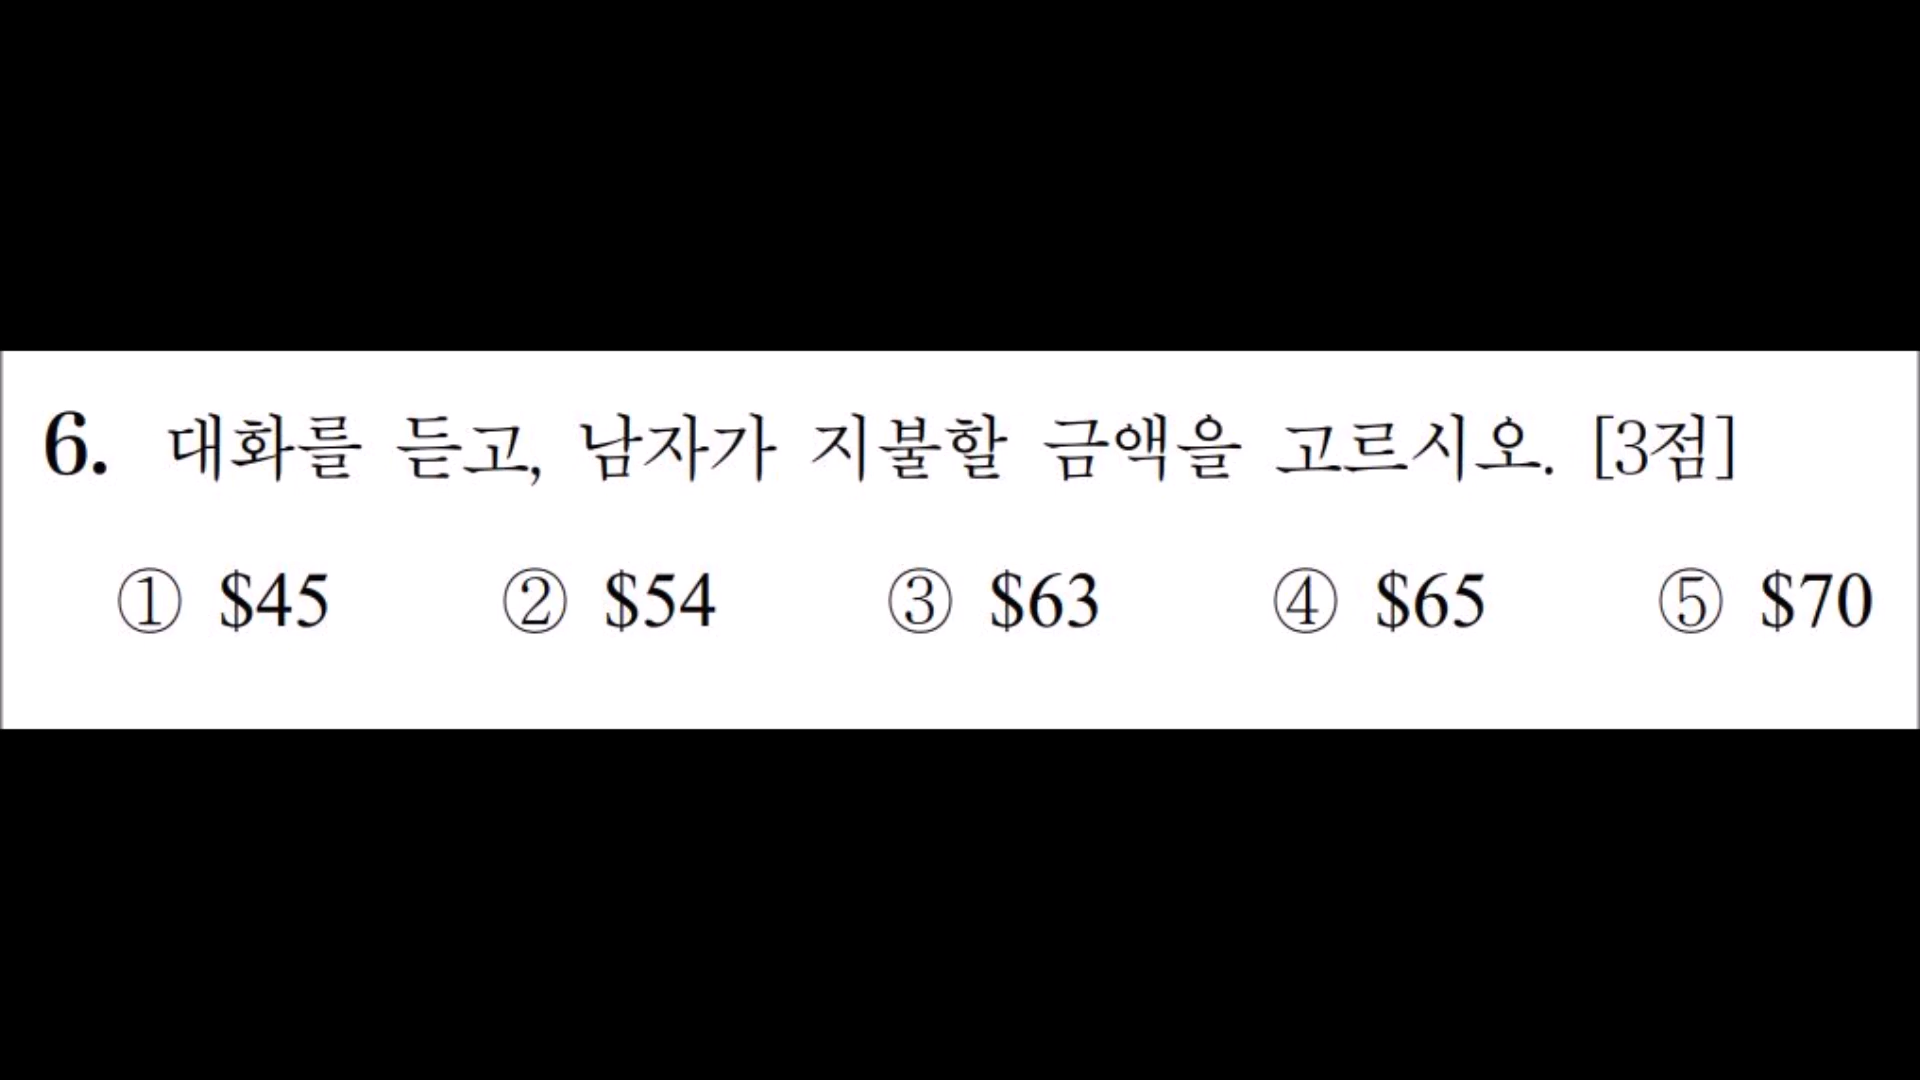 6. 대화를 듣고, 남자가 지불할 금액을 고르시오. [3점]
① $45 ② $54 ③ $63 ④ $65 ⑤ $70